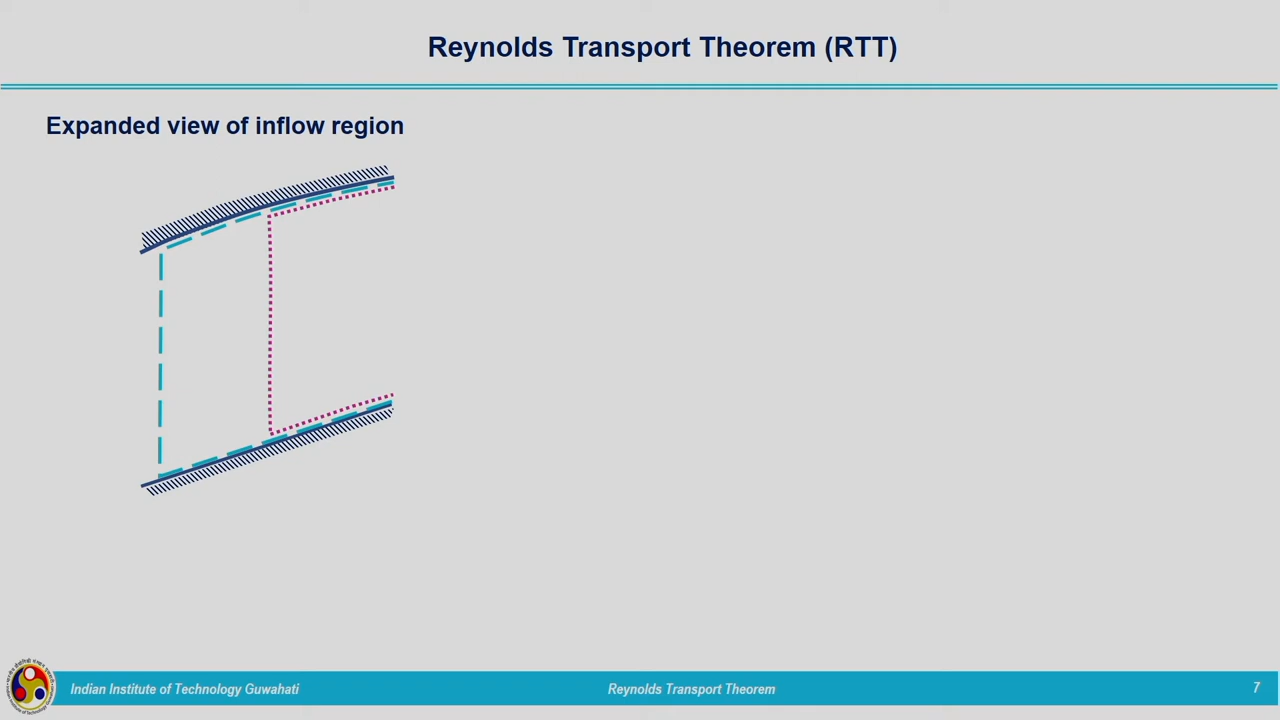 Reynolds Transport Theorem (RTT)
Expanded view of inflow region
Indian Institute of Technology Guwahati
Reynolds Transport Theorem
7